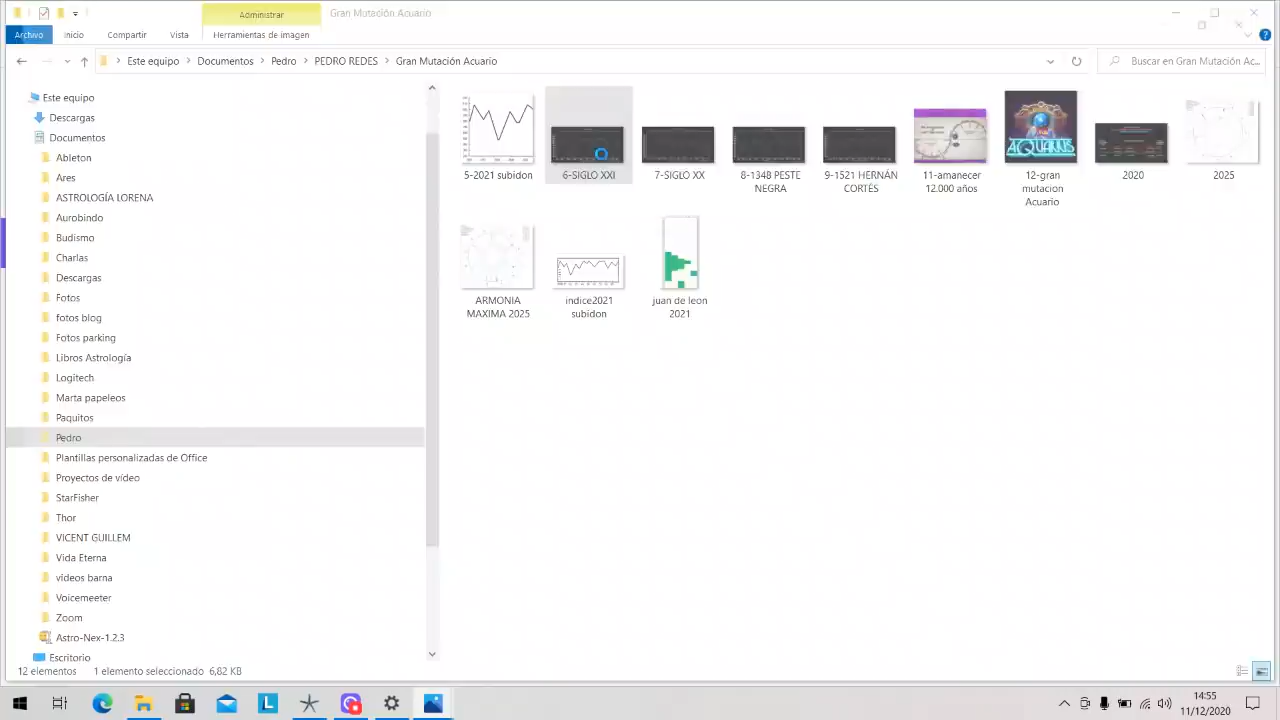 Administrar
Gran Mutación Acuario
Archivo
Inicio
Compartir
Vista
Herramientas de imagen
Este equipo
Documentos
Pedro
PEDRO REDES
Gran Mutación Acuario
Buscar en Gran Mutación Ac...
Este equipo
Descargas
Documentos
Ableton
Ares
ASTROLOGÍA LORENA
Aurobindo
Budismo
Charlas
Descargas
Fotos
fotos blog
Fotos parking
Libros Astrología
Logitech
Marta papeleos
Paquitos
Pedro
Plantillas personalizadas de Office
Proyectos de vídeo
StarFisher
Thor
VICENT GUILLEM
Vida Eterna
vídeos barna
Voicemeeter
Zoom
Astro-Nex-1.2.3
Escritorio
5-2021 subidon
6-SIGLO XXI
7-SIGLO XX
8-1348 PESTE
NEGRA
9-1521 HERNÁN
CORTÉS
11-amanecer
12.000 años
AQUARIUS
12-gran
mutacion
Acuario
2020
2025
ARMONIA
MAXIMA 2025
indice2021
subidon
juan de leon
2021
12 elementos
1 elemento seleccionado 6,82 KB
14:55
11/12/2020